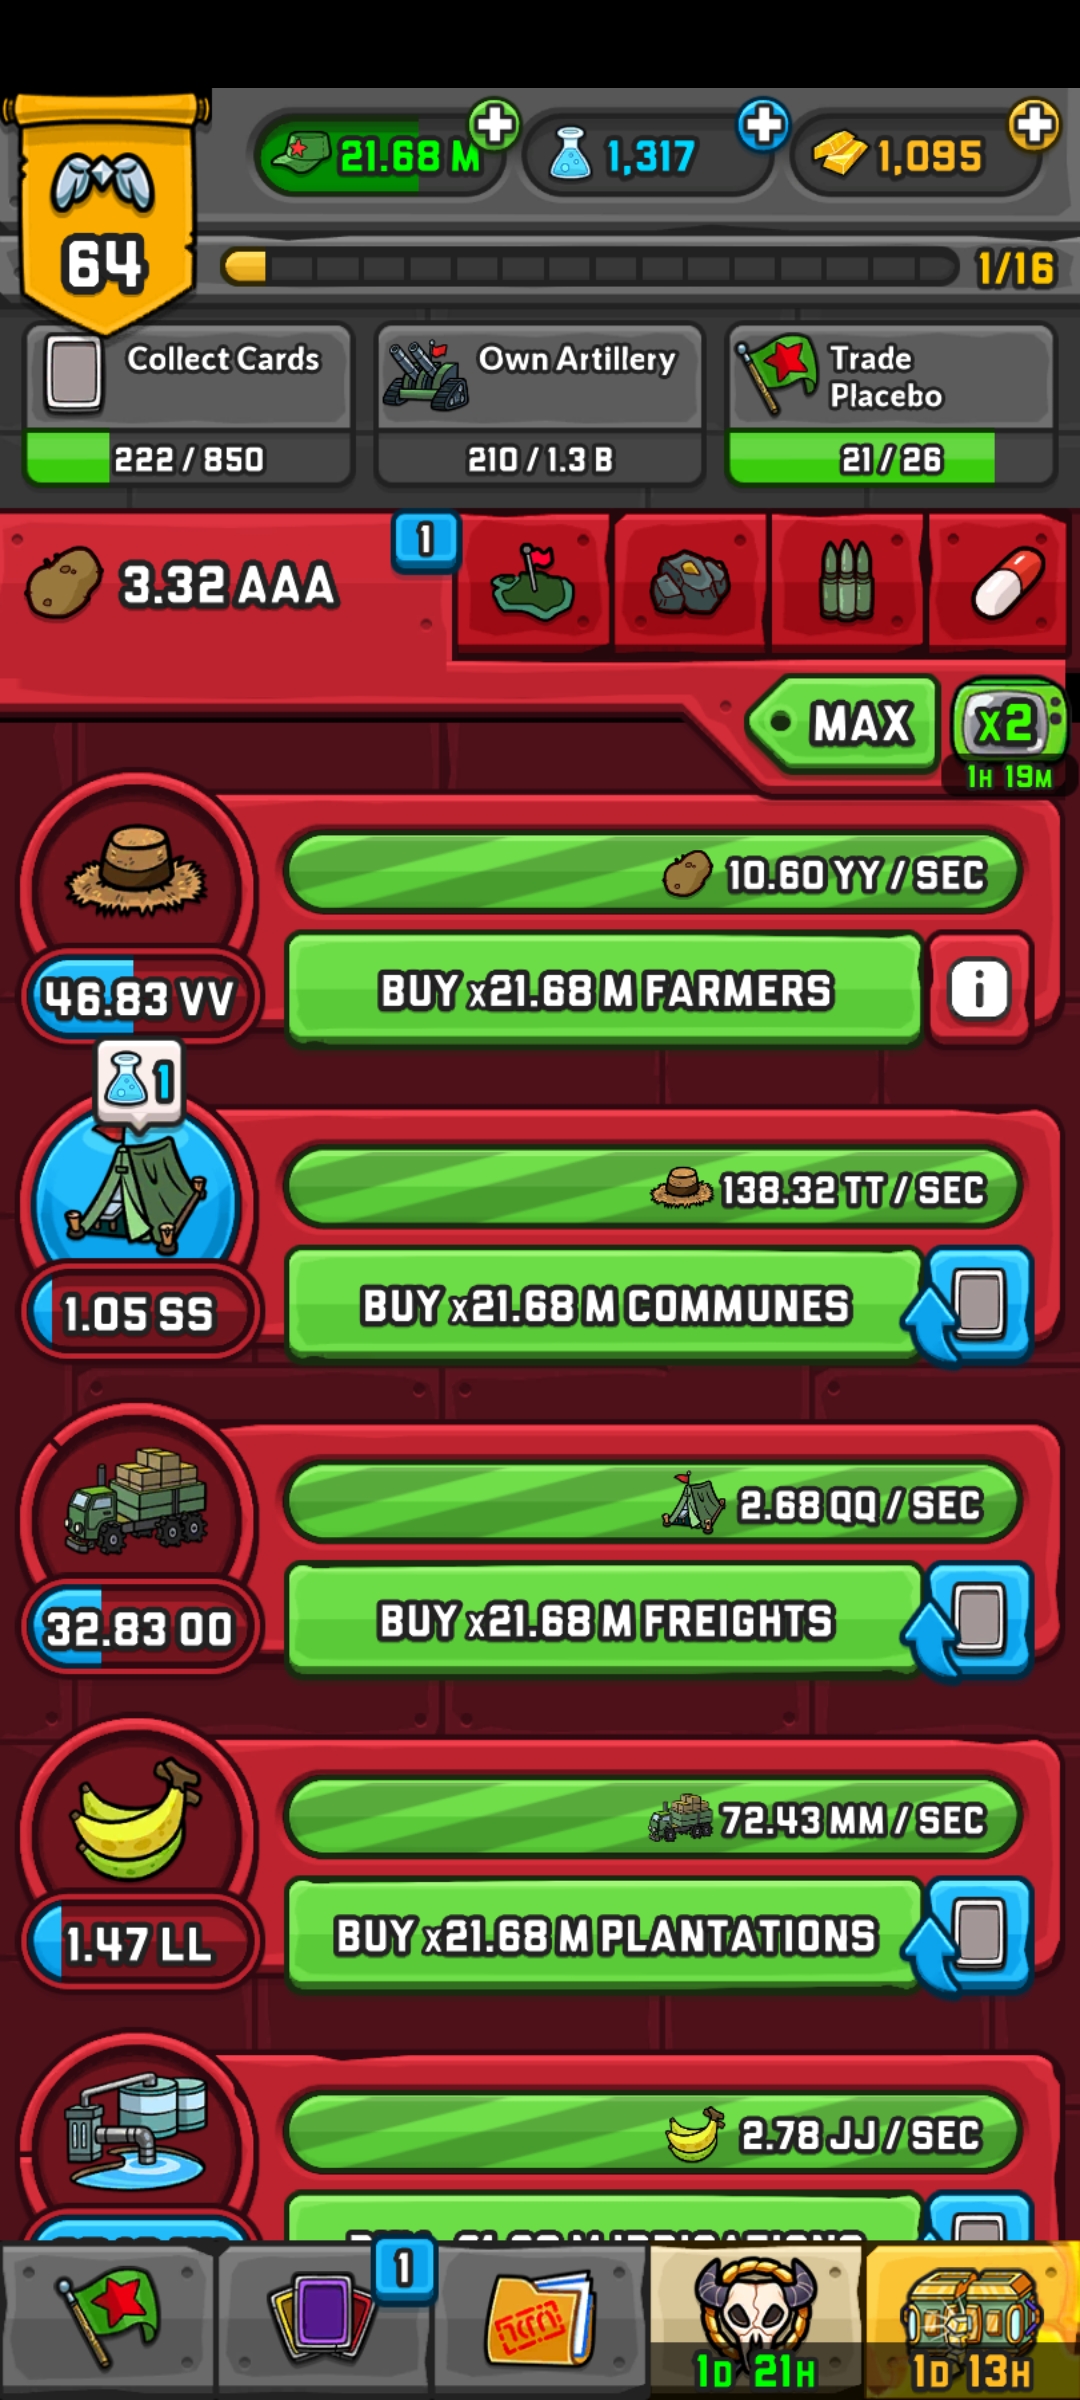 21.68 M
1,317
1,095
64
1/16
Collect Cards
222 / 850
Own Artillery
210 / 1.3 B
Trade
Placebo
21 / 26
3.32 AAA
1
MAX
x2
1H 19M
10.60 YY / SEC
46.83 VV
BUY x21.68 M FARMERS
i
1
138.32 TT / SEC
1.05 SS
BUY x21.68 M COMMUNES
2.68 QQ / SEC
32.83 OO
BUY x21.68 M FREIGHTS
72.43 MM / SEC
1.47 LL
BUY x21.68 M PLANTATIONS
2.78 JJ / SEC
1
1D 21H
1D 13H